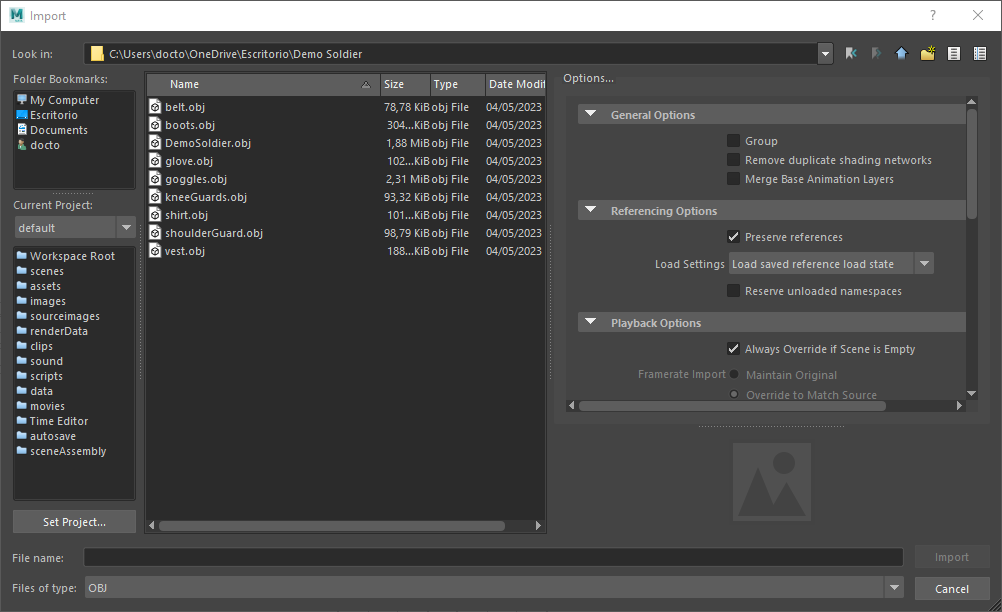 Import
Look in: C:\Users\docto\OneDrive\Escritorio\Demo Soldier
Folder Bookmarks:
My Computer
Escritorio
Documents
docto
Current Project:
default
Workspace Root
scenes
assets
images
sourceimages
renderData
clips
sound
scripts
data
movies
Time Editor
autosave
sceneAssembly
Set Project...
Name Size Type Date Modif
belt.obj 78,78 KiB obj File 04/05/2023
boots.obj 304...KiB obj File 04/05/2023
DemoSoldier.obj 1,88 MiB obj File 04/05/2023
glove.obj 102...KiB obj File 04/05/2023
goggles.obj 2,31 MiB obj File 04/05/2023
kneeGuards.obj 93,32 KiB obj File 04/05/2023
shirt.obj 101...KiB obj File 04/05/2023
shoulderGuard.obj 98,79 KiB obj File 04/05/2023
vest.obj 188...KiB obj File 04/05/2023
Options...
General Options
Group
Remove duplicate shading networks
Merge Base Animation Layers
Referencing Options
Preserve references
Load Settings Load saved reference load state
Reserve unloaded namespaces
Playback Options
Always Override if Scene is Empty
Framerate Import Maintain Original
Override to Match Source
File name: Import
Files of type: OBJ Cancel